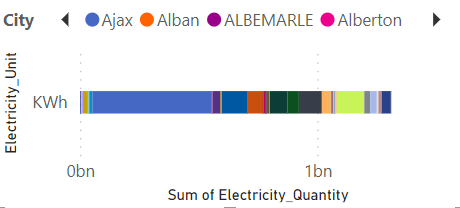 City Ajax Alban ALBEMARLE Alberton
Electricity_Unit
KWh
0bn 1bn
Sum of Electricity_Quantity